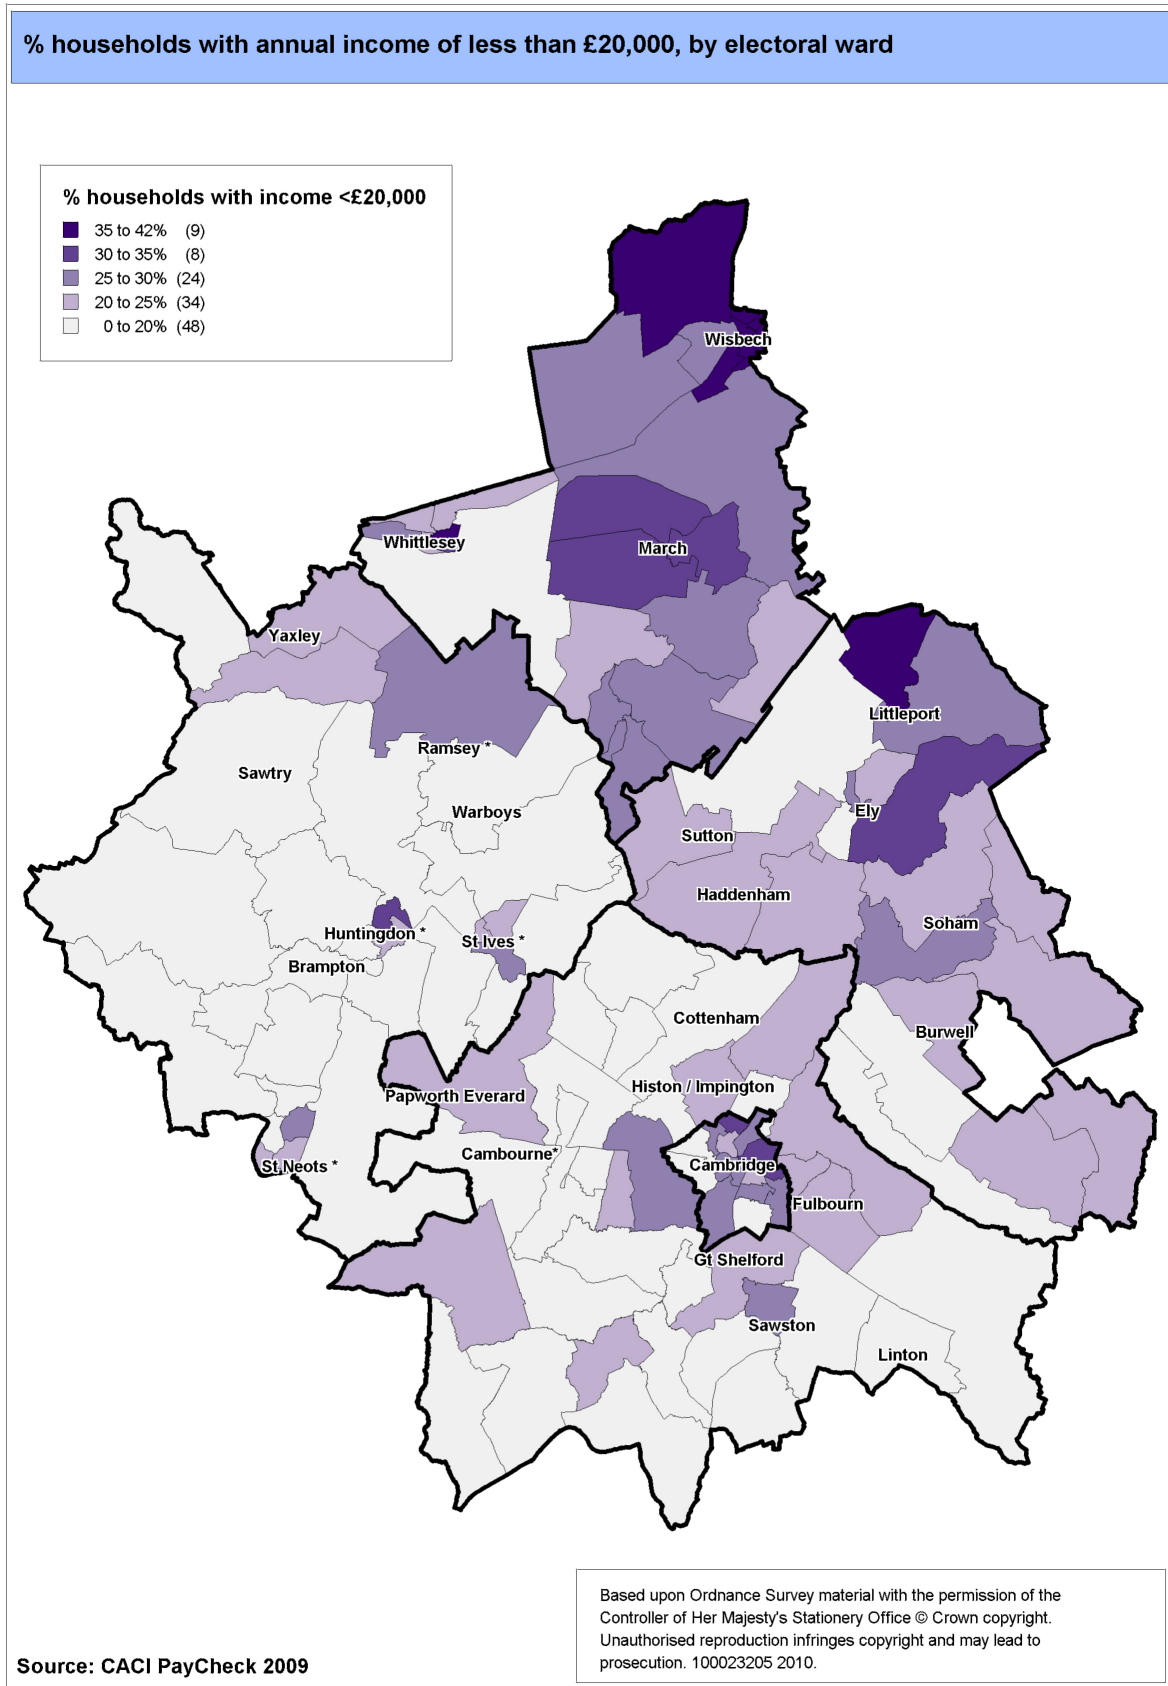 % households with annual income of less than £20,000, by electoral ward
% households with income <£20,000
35 to 42% (9)
30 to 35% (8)
25 to 30% (24)
20 to 25% (34)
0 to 20% (48)
Wisbech
Whittlesey
March
Yaxley
Littleport
Ramsey *
Sawtry
Warboys
Ely
Sutton
Haddenham
Soham
Huntingdon *
St Ives *
Brampton
Cottenham
Burwell
Histon / Impington
Papworth Everard
Cambourne*
St Neots *
Cambridge
Fulbourn
Gt Shelford
Sawston
Linton
Based upon Ordnance Survey material with the permission of the
Controller of Her Majesty's Stationery Office © Crown copyright.
Unauthorised reproduction infringes copyright and may lead to
prosecution. 100023205 2010.
Source: CACI PayCheck 2009